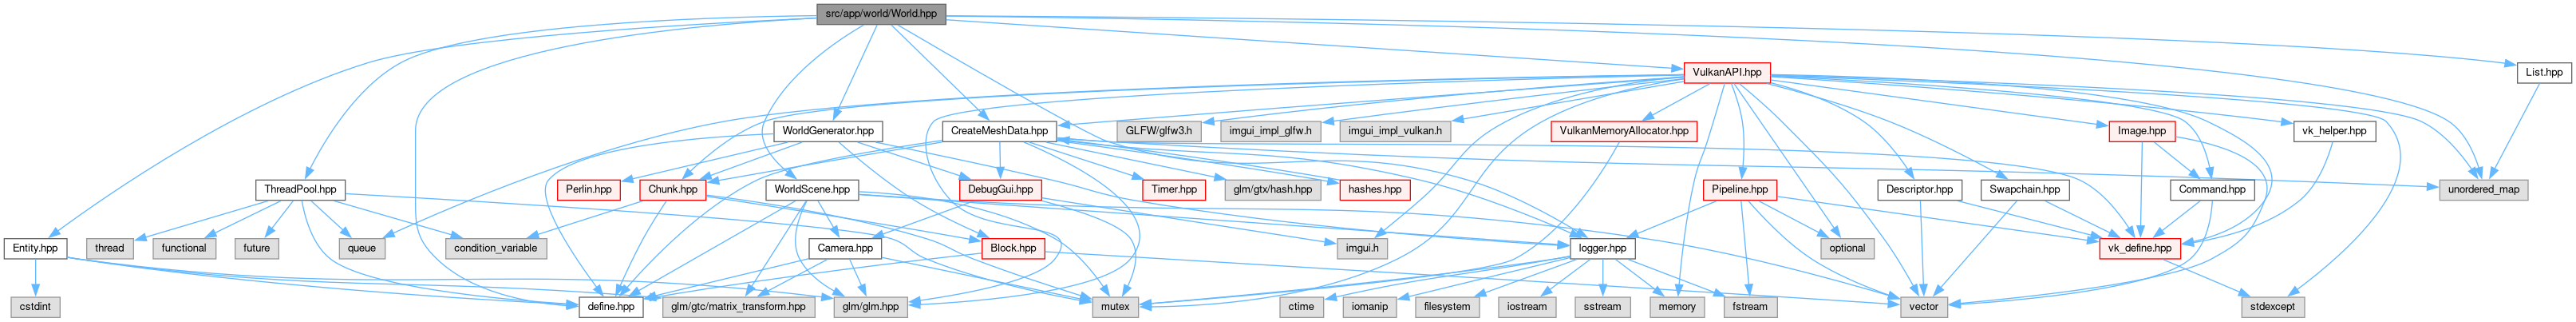 src/app/world/World.hpp
VulkanAPI.hpp
List.hpp
WorldGenerator.hpp
CreateMeshData.hpp
GLFW/glfw3.h
imgui_impl_glfw.h
imgui_impl_vulkan.h
VulkanMemoryAllocator.hpp
Image.hpp
vk_helper.hpp
ThreadPool.hpp
Perlin.hpp
Chunk.hpp
WorldScene.hpp
DebugGui.hpp
Timer.hpp
glm/gtx/hash.hpp
hashes.hpp
Pipeline.hpp
Descriptor.hpp
Swapchain.hpp
Command.hpp
unordered_map
Entity.hpp
thread
functional
future
queue
condition_variable
Camera.hpp
Block.hpp
imgui.h
logger.hpp
optional
vk_define.hpp
cstdint
define.hpp
glm/gtc/matrix_transform.hpp
glm/glm.hpp
mutex
ctime
iomanip
filesystem
iostream
sstream
memory
fstream
vector
stdexcept